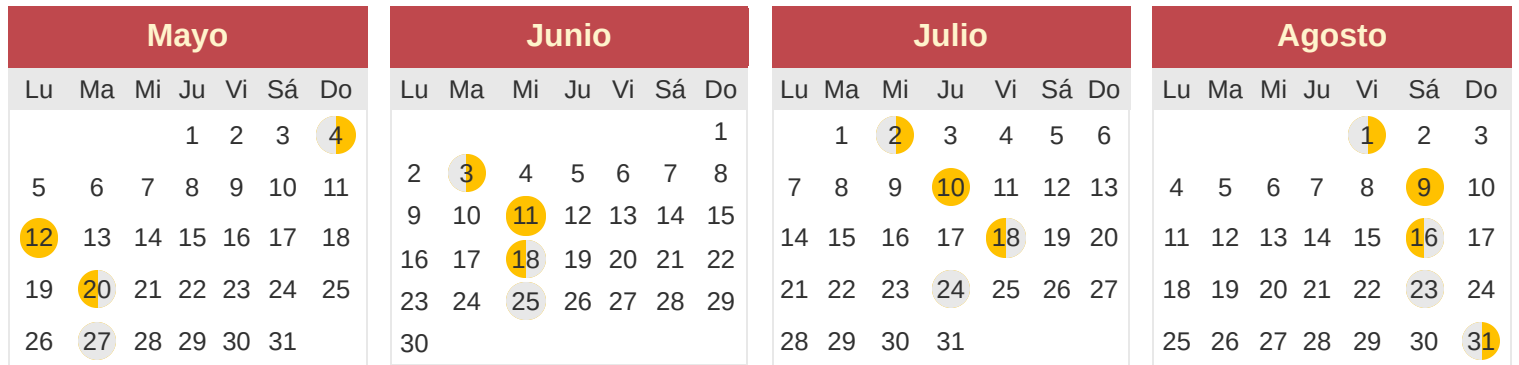 Mayo
Lu Ma Mi Ju Vi Sá Do
1 2 3 4
5 6 7 8 9 10 11
12 13 14 15 16 17 18
19 20 21 22 23 24 25
26 27 28 29 30 31
Junio
Lu Ma Mi Ju Vi Sá Do
1
2 3 4 5 6 7 8
9 10 11 12 13 14 15
16 17 18 19 20 21 22
23 24 25 26 27 28 29
30
Julio
Lu Ma Mi Ju Vi Sá Do
1 2 3 4 5 6
7 8 9 10 11 12 13
14 15 16 17 18 19 20
21 22 23 24 25 26 27
28 29 30 31
Agosto
Lu Ma Mi Ju Vi Sá Do
1 2 3
4 5 6 7 8 9 10
11 12 13 14 15 16 17
18 19 20 21 22 23 24
25 26 27 28 29 30 31